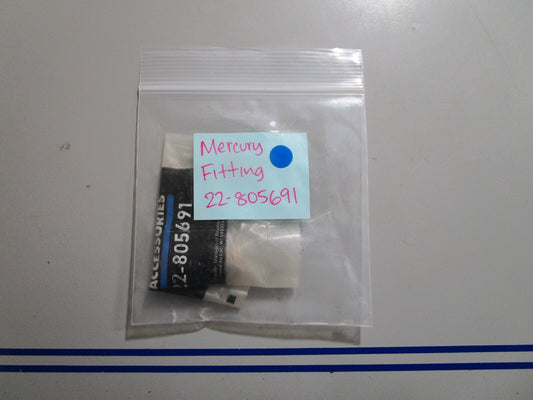 Mercury
Fitting
22-805691
ACCESSORIES
22-805691